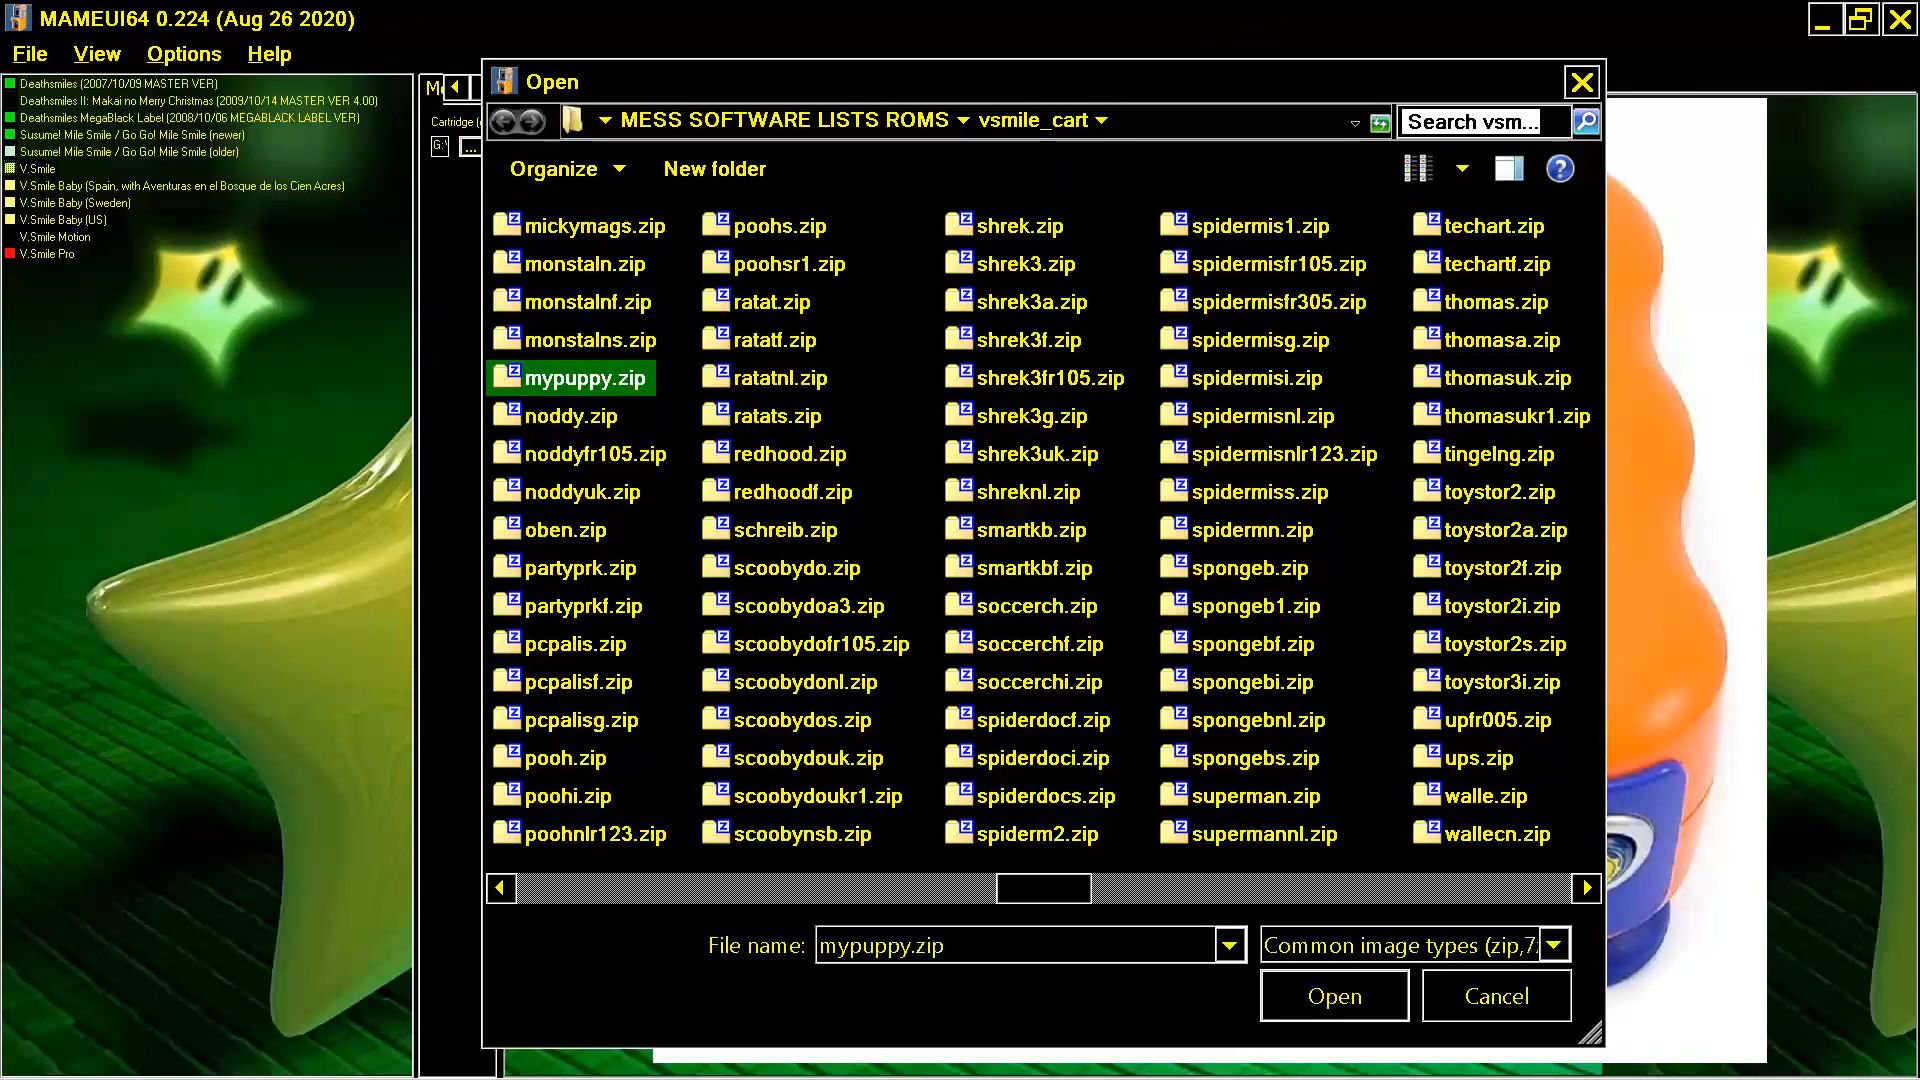 MAMEUI64 0.224 (Aug 26 2020)
File View Options Help
Deathsmiles (2007/10/09 MASTER VER)
Deathsmiles II: Makai no Merry Christmas (2009/10/14 MASTER VER 4.00)
Deathsmiles MegaBlack Label (2008/10/06 MEGABLACK LABEL VER)
Susume! Mile Smile / Go Go! Mile Smile (newer)
Susume! Mile Smile / Go Go! Mile Smile (older)
V.Smile
V.Smile Baby (Spain, with Aventuras en el Bosque de los Cien Acres)
V.Smile Baby (Sweden)
V.Smile Baby (US)
V.Smile Motion
V.Smile Pro
Cartridge (
G:\ ...
Open
MESS SOFTWARE LISTS ROMS vsmile_cart
Search vsm...
Organize New folder
mickymags.zip
monstaln.zip
monstalnf.zip
monstalns.zip
mypuppy.zip
noddy.zip
noddyfr105.zip
noddyuk.zip
oben.zip
partyprk.zip
partyprkf.zip
pcpalis.zip
pcpalisf.zip
pcpalisg.zip
pooh.zip
poohi.zip
poohnlr123.zip
poohs.zip
poohsr1.zip
ratat.zip
ratatf.zip
ratatnl.zip
ratats.zip
redhood.zip
redhoodf.zip
schreib.zip
scoobydo.zip
scoobydoa3.zip
scoobydofr105.zip
scoobydonl.zip
scoobydos.zip
scoobydouk.zip
scoobydoukr1.zip
scoobynsb.zip
shrek.zip
shrek3.zip
shrek3a.zip
shrek3f.zip
shrek3fr105.zip
shrek3g.zip
shrek3uk.zip
shreknl.zip
smartkb.zip
smartkbf.zip
soccerch.zip
soccerchf.zip
soccerchi.zip
spiderdocf.zip
spiderdoci.zip
spiderdocs.zip
spiderm2.zip
spidermis1.zip
spidermisfr105.zip
spidermisfr305.zip
spidermisg.zip
spidermisi.zip
spidermisnl.zip
spidermisnlr123.zip
spidermiss.zip
spidermn.zip
spongeb.zip
spongeb1.zip
spongebf.zip
spongebi.zip
spongebnl.zip
spongebs.zip
superman.zip
supermannl.zip
techart.zip
techartf.zip
thomas.zip
thomasa.zip
thomasuk.zip
thomasukr1.zip
tingelng.zip
toystor2.zip
toystor2a.zip
toystor2f.zip
toystor2i.zip
toystor2s.zip
toystor3i.zip
upfr005.zip
ups.zip
walle.zip
wallecn.zip
File name: mypuppy.zip
Common image types (zip,7
Open Cancel